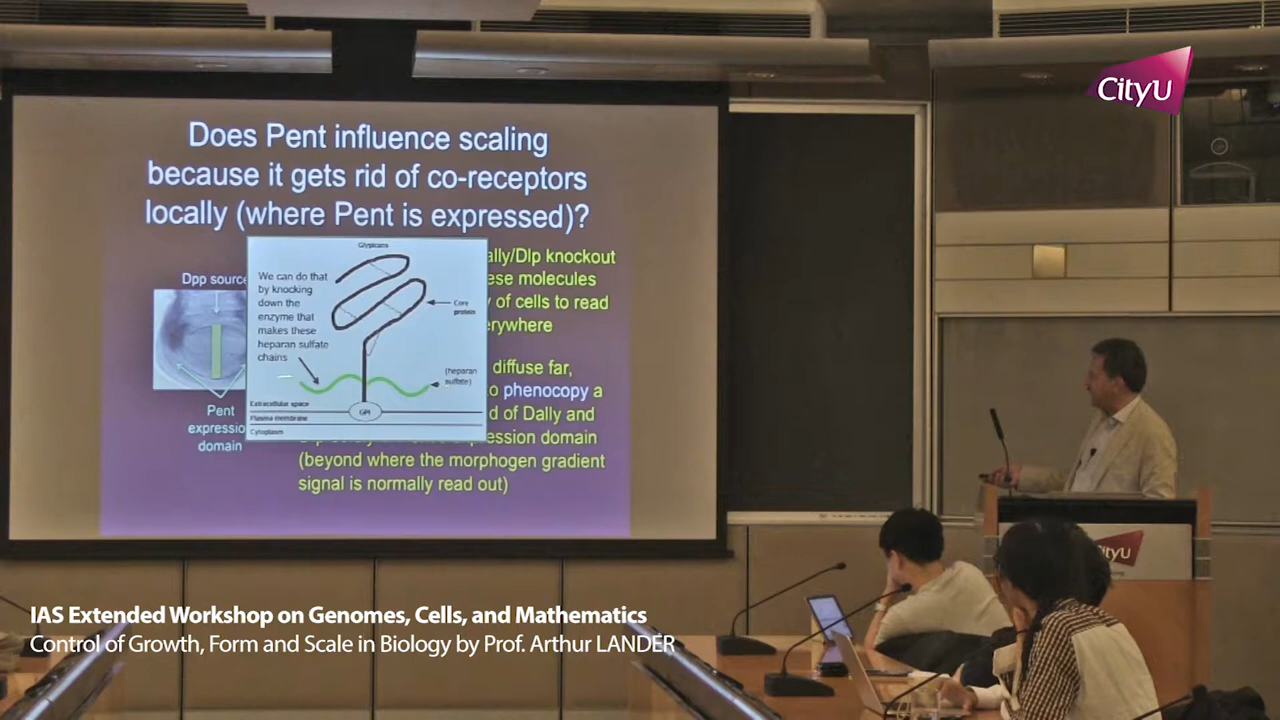 CityU
Does Pent influence scaling
because it gets rid of co-receptors
locally (where Pent is expressed)?
Dpp source
Pent
expression
domain
Glypicans
We can do that
by knocking
down the
enzyme that
makes these
heparan sulfate
chains
Core
protein
(heparan
sulfate)
Extracellular space
Plasma membrane
Cytoplasm
GPI
ally/Dlp knockout
ese molecules
y of cells to read
erywhere
diffuse far,
o phenocopy a
d of Dally and
ession domain
(beyond where the morphogen gradient
signal is normally read out)
CityU
IAS Extended Workshop on Genomes, Cells, and Mathematics
Control of Growth, Form and Scale in Biology by Prof. Arthur LANDER